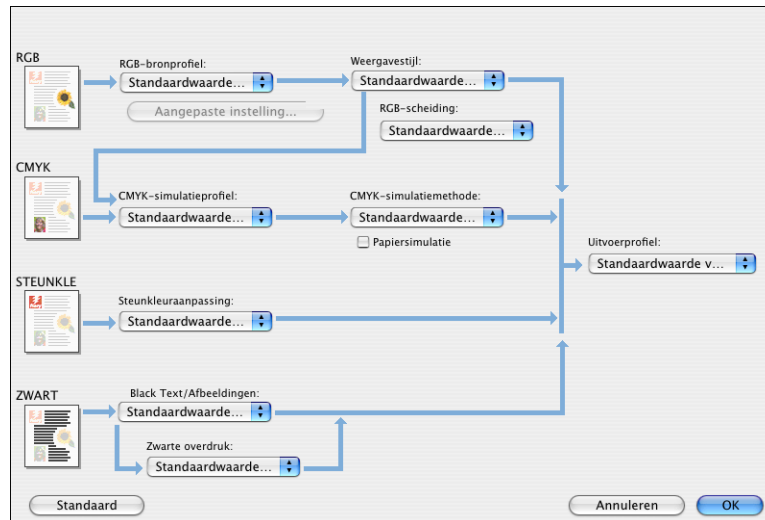 RGB
RGB-bronprofiel:
Standaardwaarde...
Weergavestijl:
Standaardwaarde...
Aangepaste instelling...
RGB-scheiding:
Standaardwaarde...
CMYK
CMYK-simulatieprofiel:
Standaardwaarde...
CMYK-simulatiemethode:
Standaardwaarde...
Papiersimulatie
Uitvoerprofiel:
Standaardwaarde v...
STEUNKLE
Steunkleuraanpassing:
Standaardwaarde...
ZWART
Black Text/Afbeeldingen:
Standaardwaarde...
Zwarte overdruk:
Standaardwaarde...
Standaard
Annuleren
OK